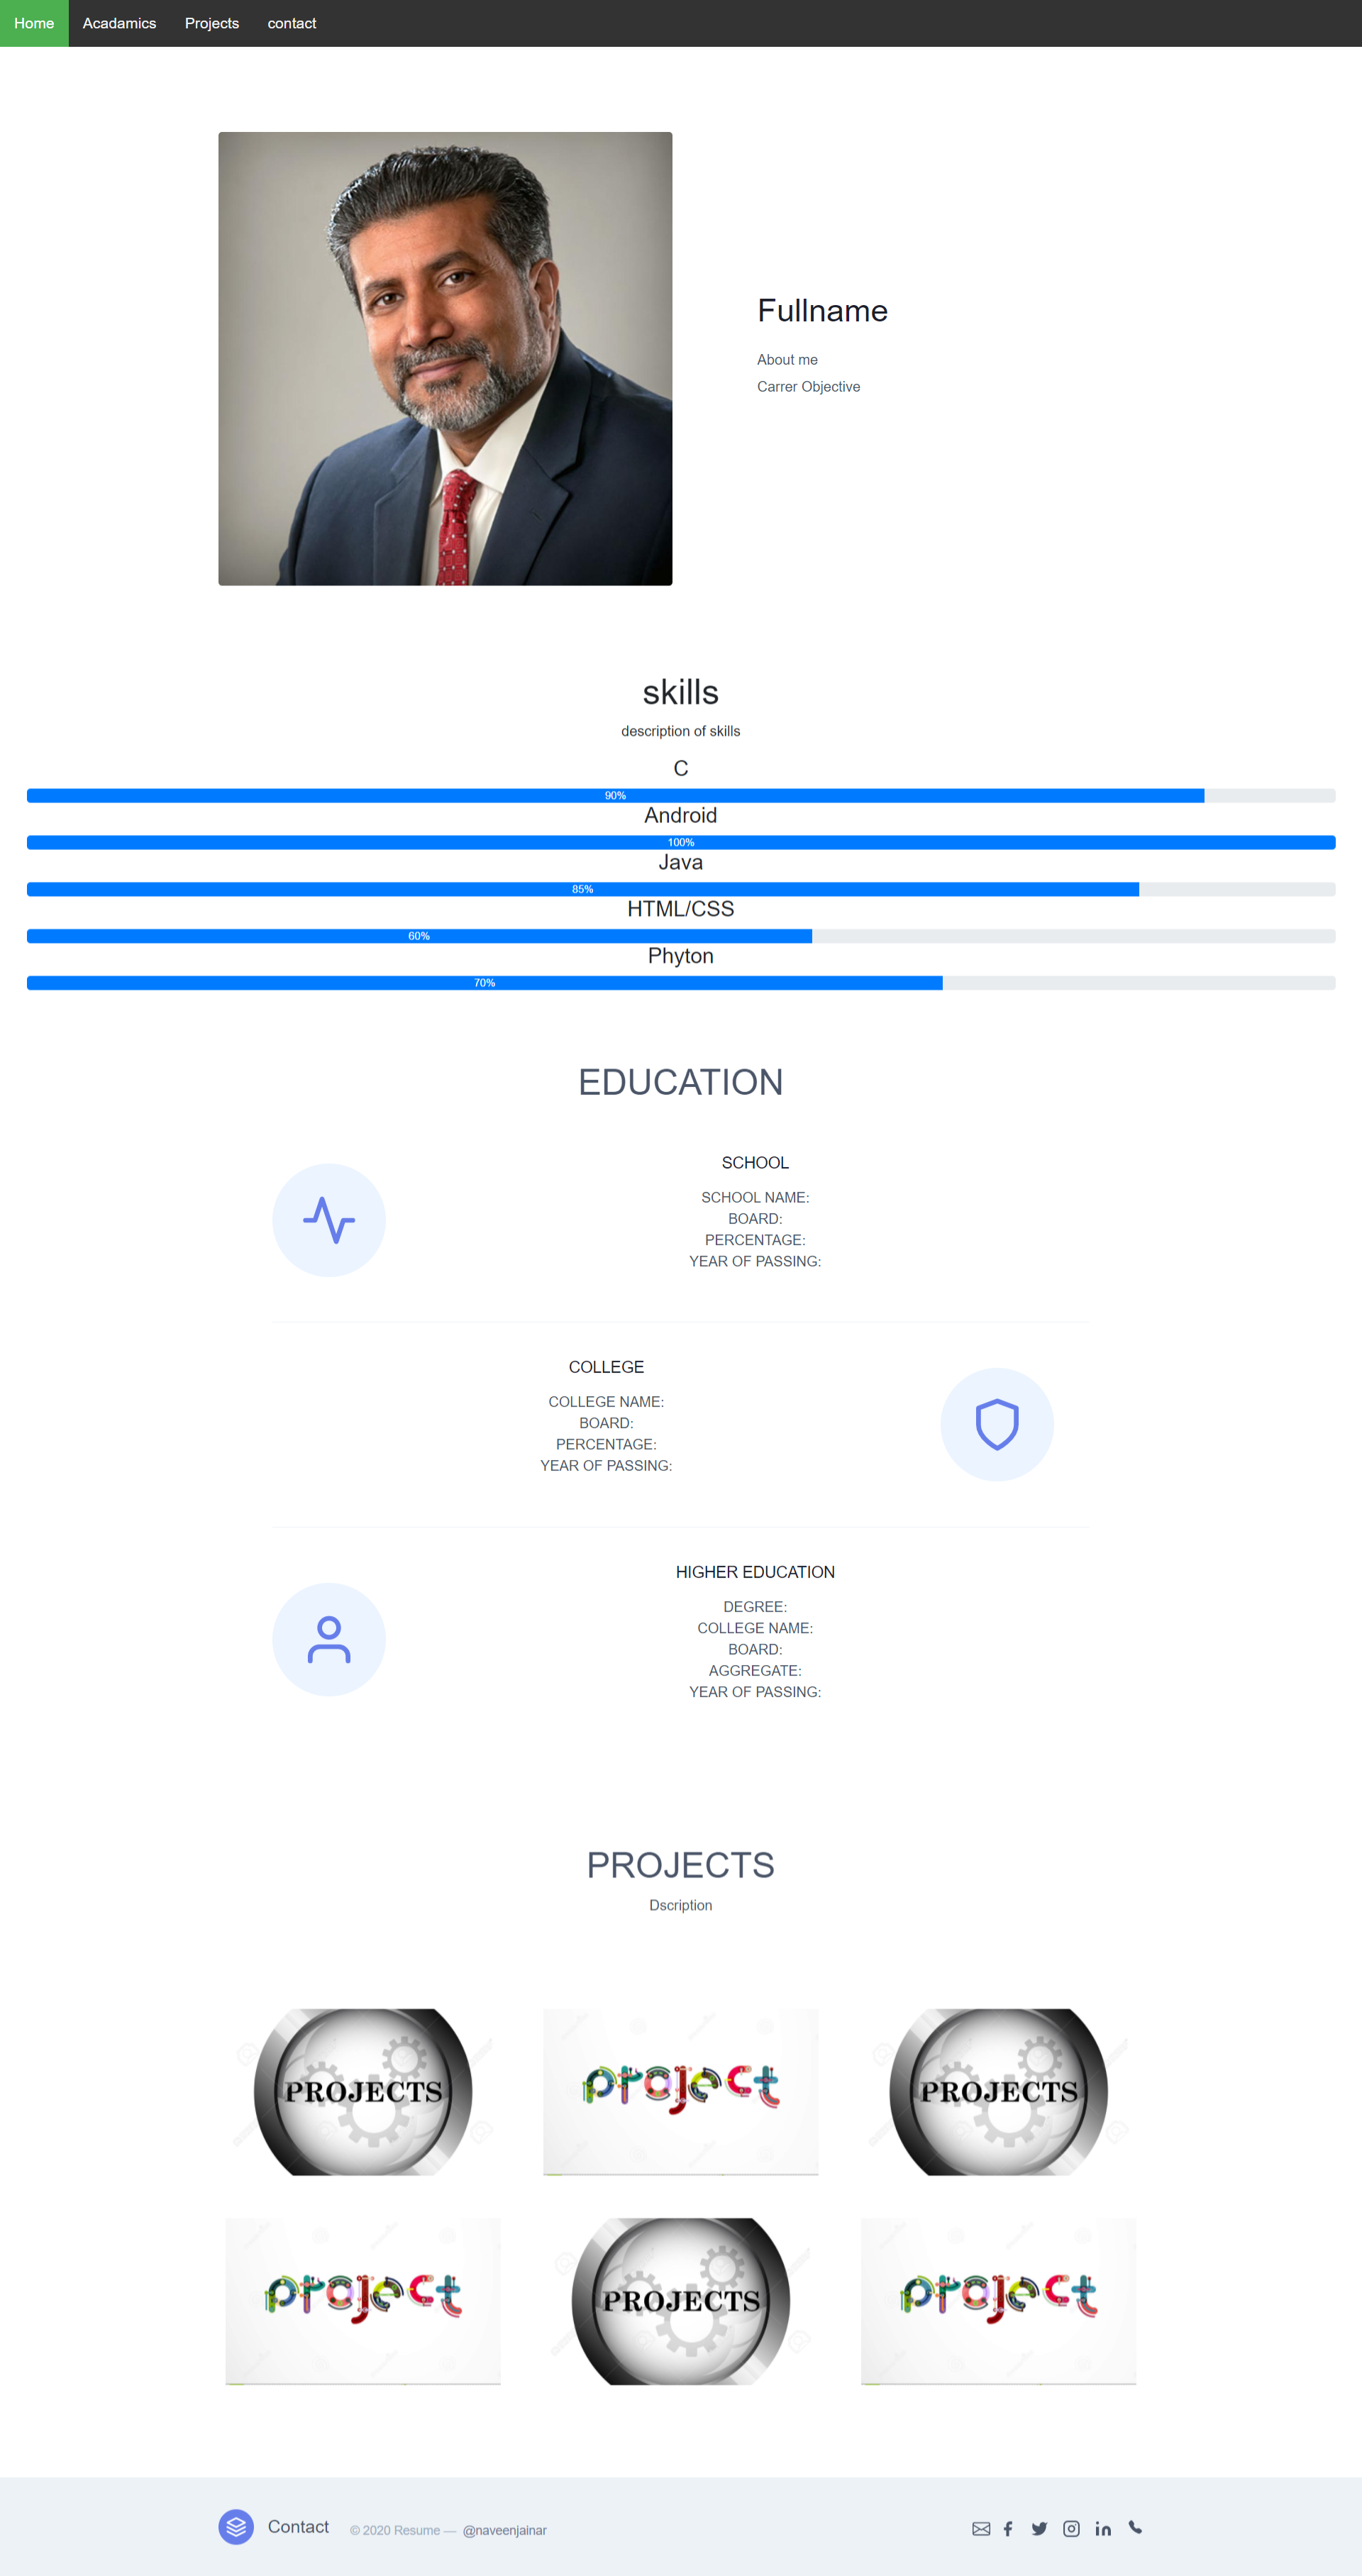 Home Acadamics Projects contact
Fullname
About me
Carrer Objective
skills
description of skills
C
90%
Android
100%
Java
85%
HTML/CSS
60%
Phyton
70%
EDUCATION
SCHOOL
SCHOOL NAME:
BOARD:
PERCENTAGE:
YEAR OF PASSING:
COLLEGE
COLLEGE NAME:
BOARD:
PERCENTAGE:
YEAR OF PASSING:
HIGHER EDUCATION
DEGREE:
COLLEGE NAME:
BOARD:
AGGREGATE:
YEAR OF PASSING:
PROJECTS
Dscription
PROJECTS project PROJECTS
project PROJECTS project
Contact © 2020 Resume — @naveenjainar